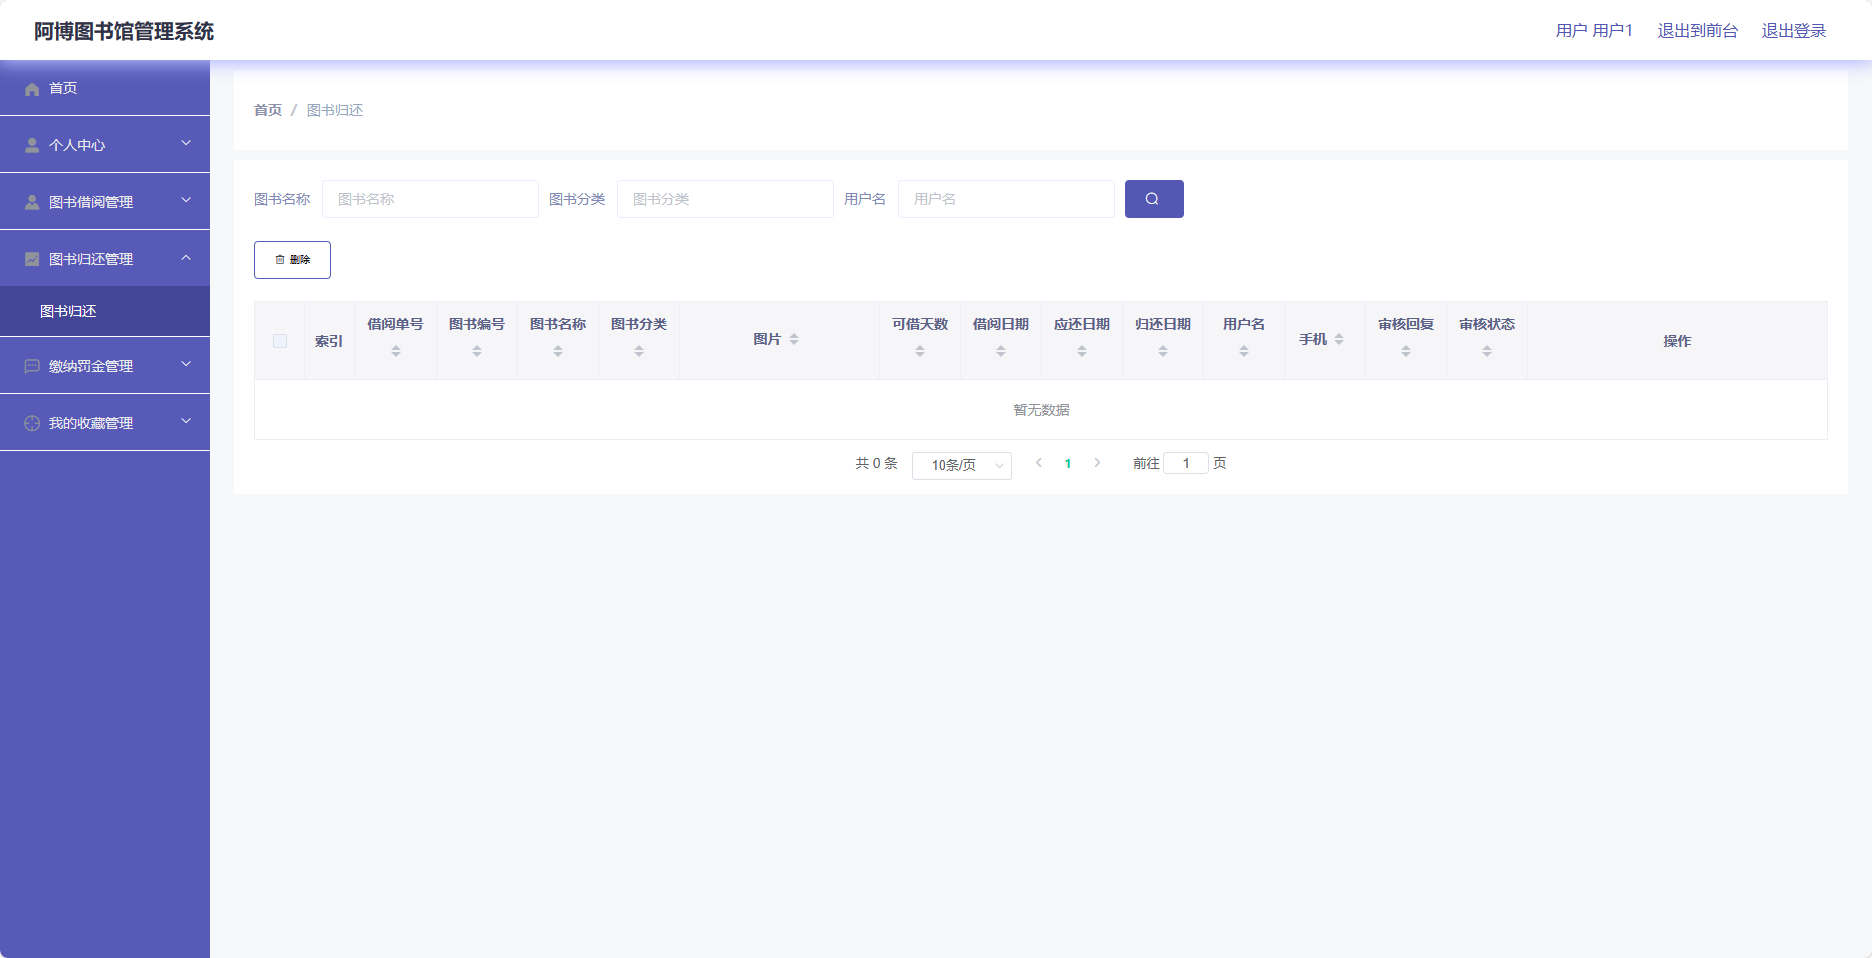 阿博图书馆管理系统
用户 用户1 退出到前台 退出登录
首页
个人中心
图书借阅管理
图书归还管理
图书归还
缴纳罚金管理
我的收藏管理
首页 / 图书归还
图书名称 图书名称 图书分类 图书分类 用户名 用户名
删除
索引 借阅单号 图书编号 图书名称 图书分类 图片 可借天数 借阅日期 应还日期 归还日期 用户名 手机 审核回复 审核状态 操作
暂无数据
共 0 条 10条/页 1 前往 1 页